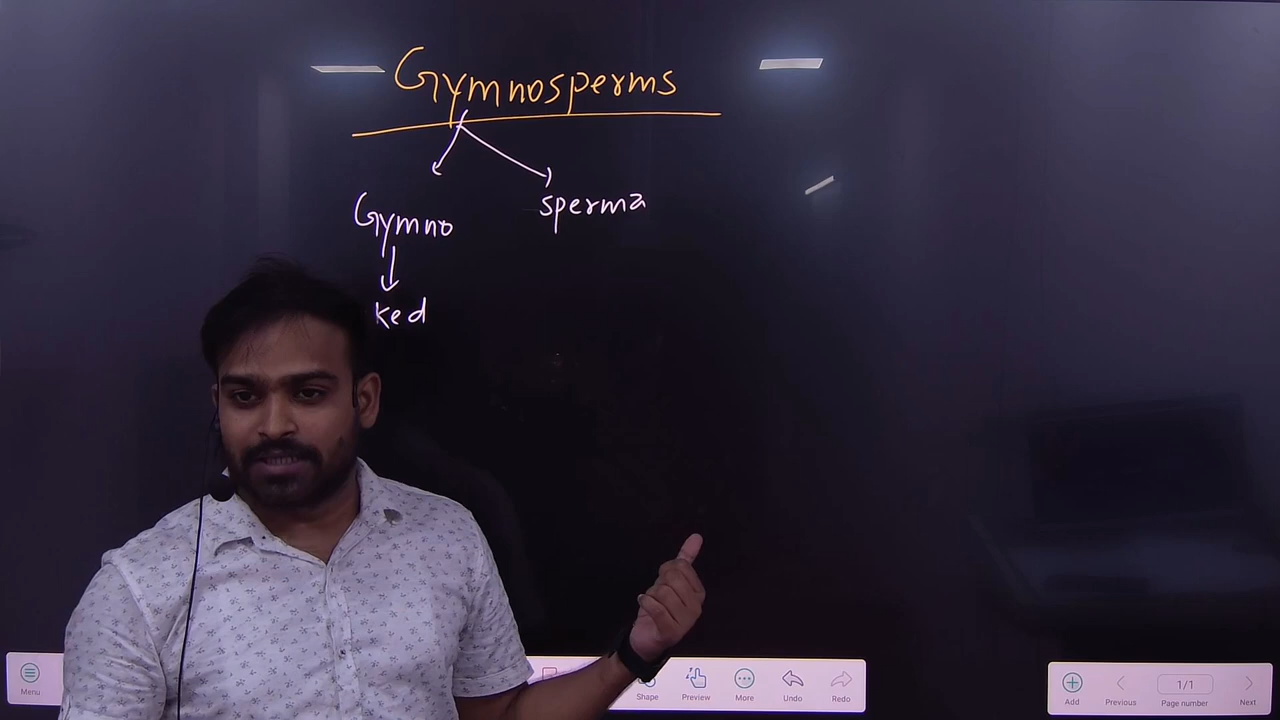 Gymnosperms
Gymno sperma
ked
Menu
Shape Preview More Undo Redo
Add Previous 1/1 Page number Next